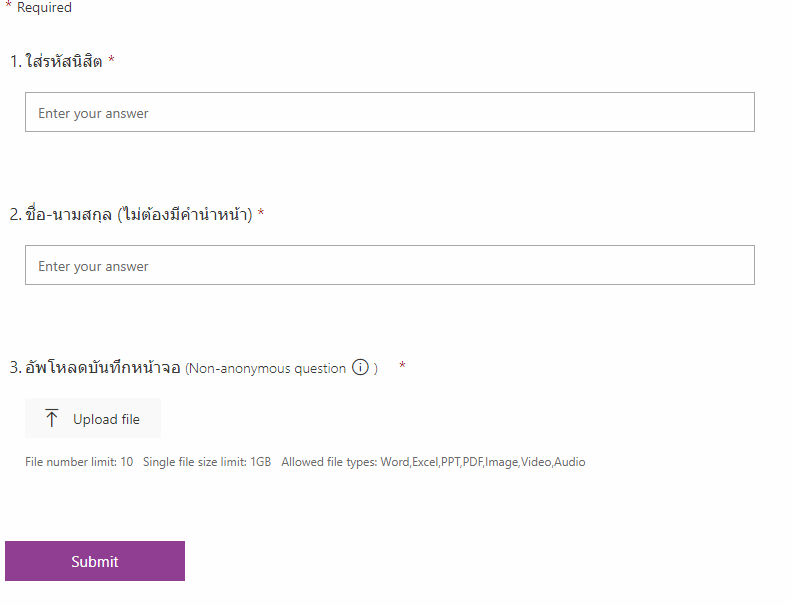 * Required
1. ใส่รหัสนิสิต *
Enter your answer
2. ชื่อ-นามสกุล (ไม่ต้องมีคำนำหน้า) *
Enter your answer
3. อัพโหลดบันทึกหน้าจอ (Non-anonymous question ⓘ ) *
Upload file
File number limit: 10 Single file size limit: 1GB Allowed file types: Word,Excel,PPT,PDF,Image,Video,Audio
Submit